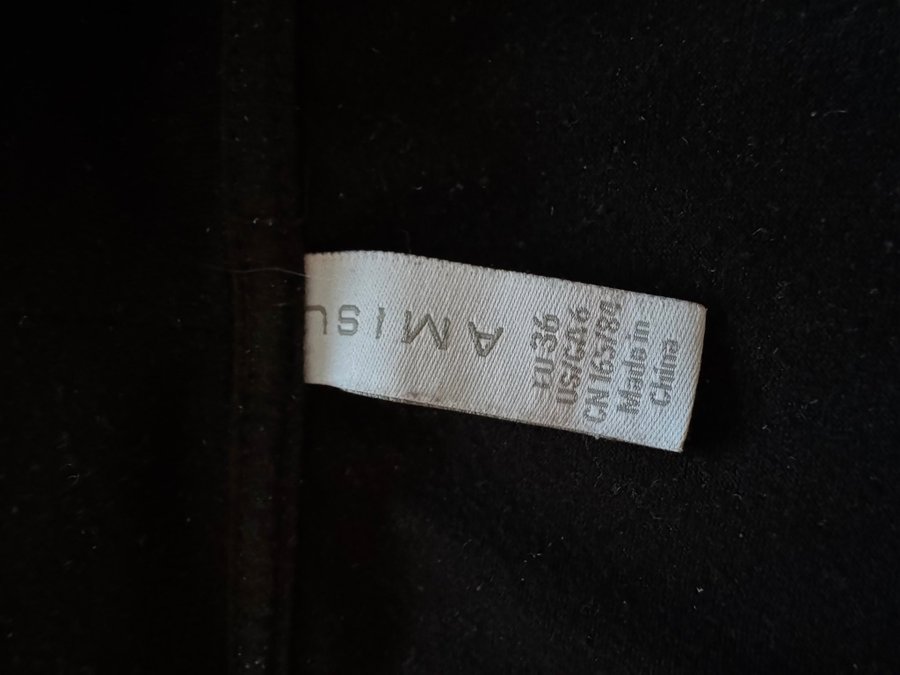 AMISU
EU 36
US/CA 6
CN 165/84
Made in
China